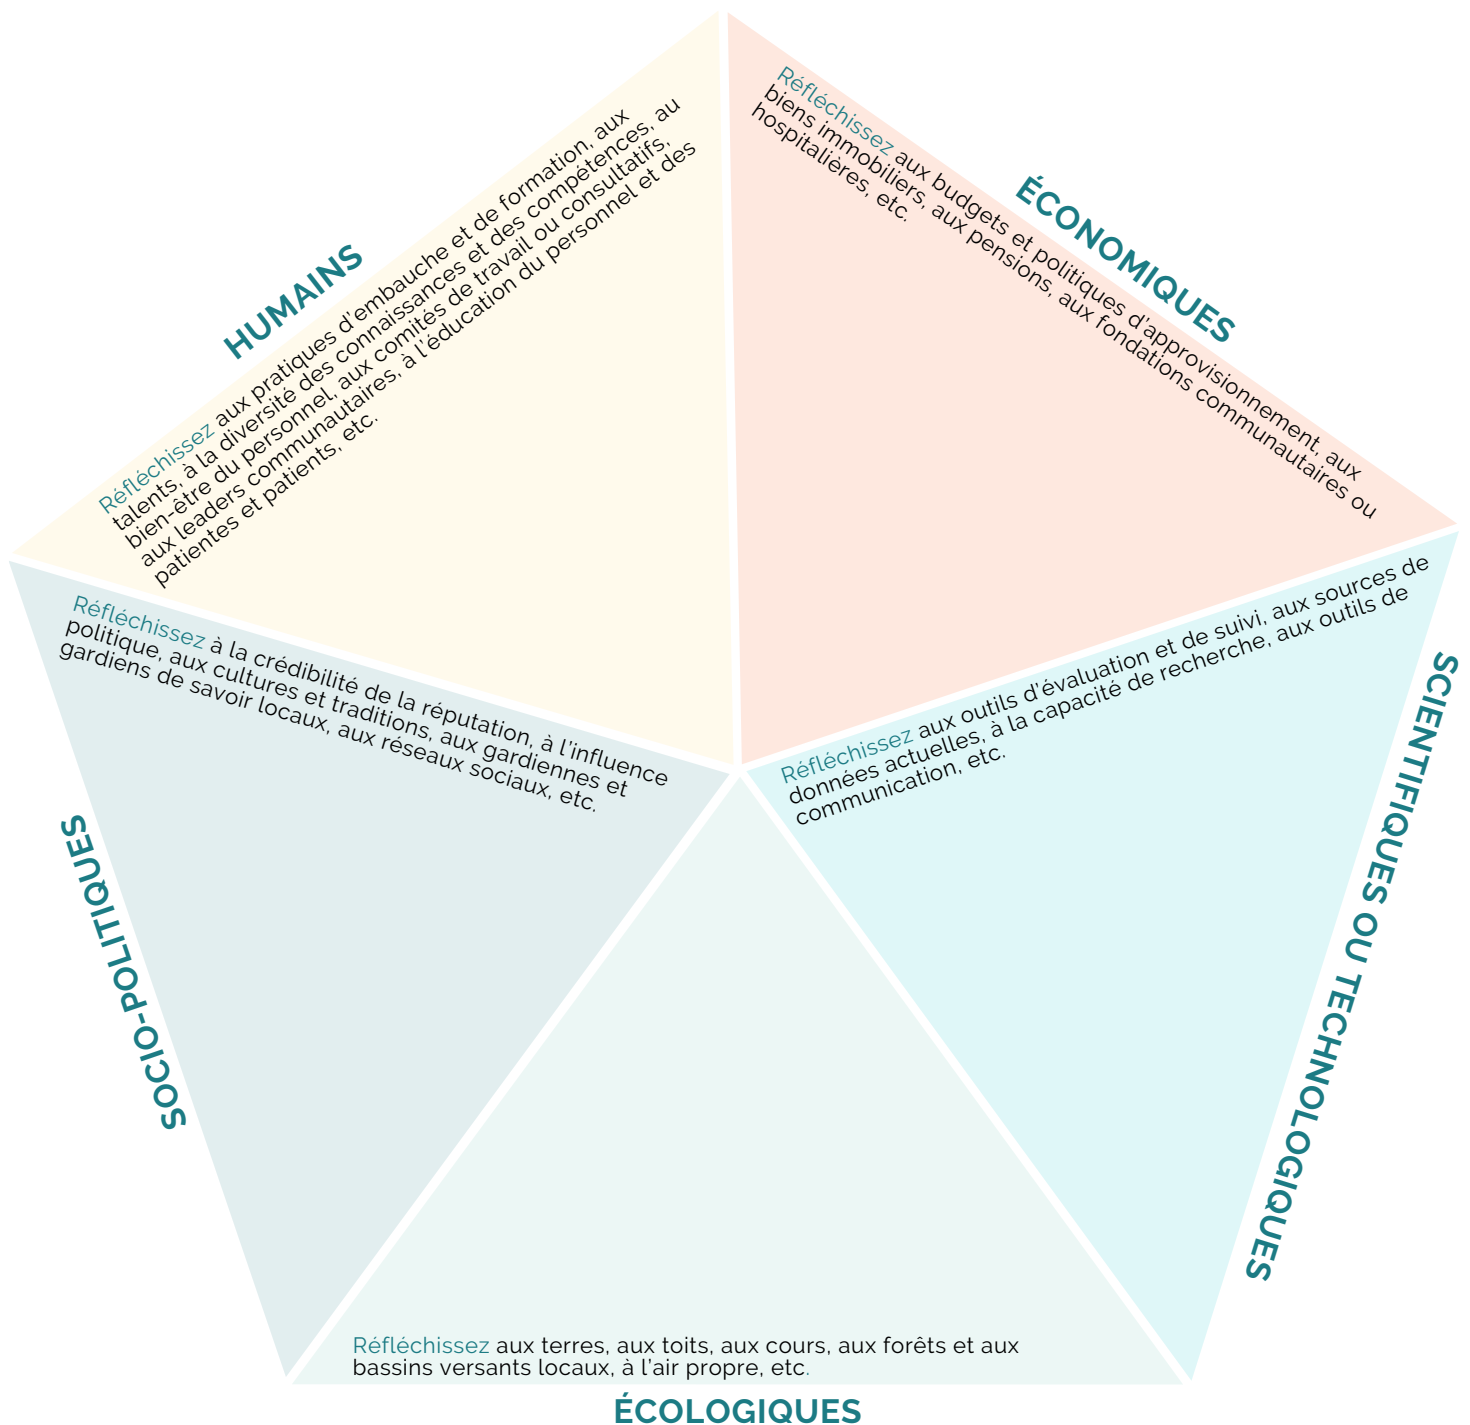 HUMAINS
Réfléchissez aux pratiques d'embauche et de formation, aux
talents, à la diversité des connaissances et des compétences, au
bien-être du personnel, aux comités de travail ou consultatifs,
aux leaders communautaires, à l'éducation du personnel et des
patientes et patients, etc.
ÉCONOMIQUES
Réfléchissez aux budgets et politiques d'approvisionnement, aux
biens immobiliers, aux pensions, aux fondations communautaires ou
hospitalières, etc.
SOCIO-POLITIQUES
Réfléchissez à la crédibilité de la réputation, à l'influence
politique, aux cultures et traditions, aux gardiennes et
gardiens de savoir locaux, aux réseaux sociaux, etc.
SCIENTIFIQUES OU TECHNOLOGIQUES
Réfléchissez aux outils d'évaluation et de suivi, aux sources de
données actuelles, à la capacité de recherche, aux outils de
communication, etc.
Réfléchissez aux terres, aux toits, aux cours, aux forêts et aux
bassins versants locaux, à l'air propre, etc.
ÉCOLOGIQUES